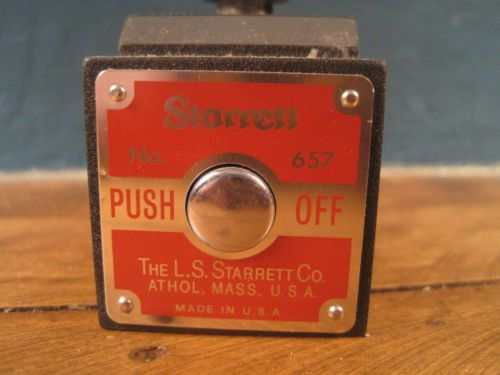 Starrett
No. 657
PUSH OFF
THE L.S. STARRETT CO.
ATHOL, MASS., U.S.A.
MADE IN U.S.A.